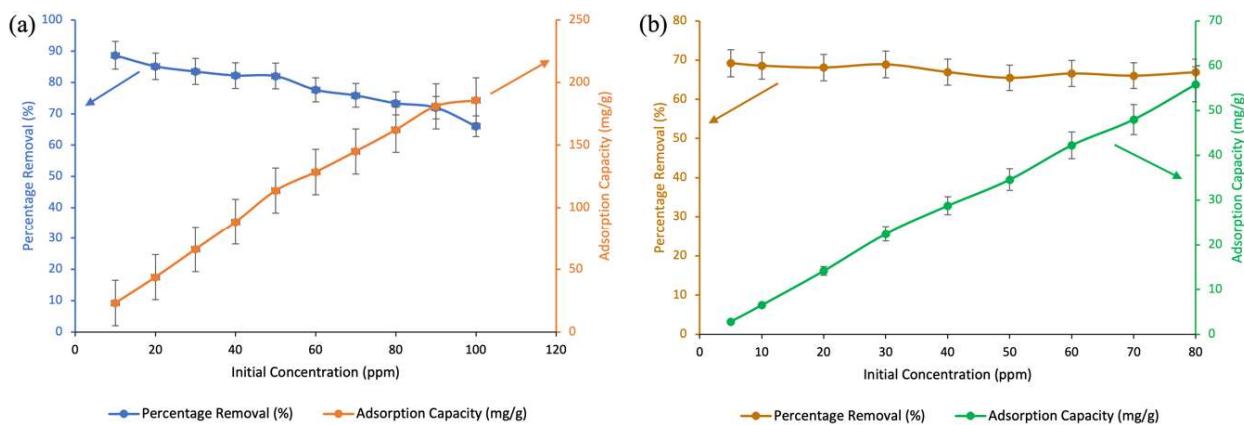 (a)
100
90
80
70
60
50
40
30
20
10
0
Percentage Removal (%)
250
200
150
100
50
0
Adsorption Capacity (mg/g)
0 20 40 60 80 100 120
Initial Concentration (ppm)
Percentage Removal (%) Adsorption Capacity (mg/g)
(b)
80
70
60
50
40
30
20
10
0
Percentage Removal (%)
70
60
50
40
30
20
10
0
Adsorption Capacity (mg/g)
0 10 20 30 40 50 60 70 80
Initial Concentration (ppm)
Percentage Removal (%) Adsorption Capacity (mg/g)